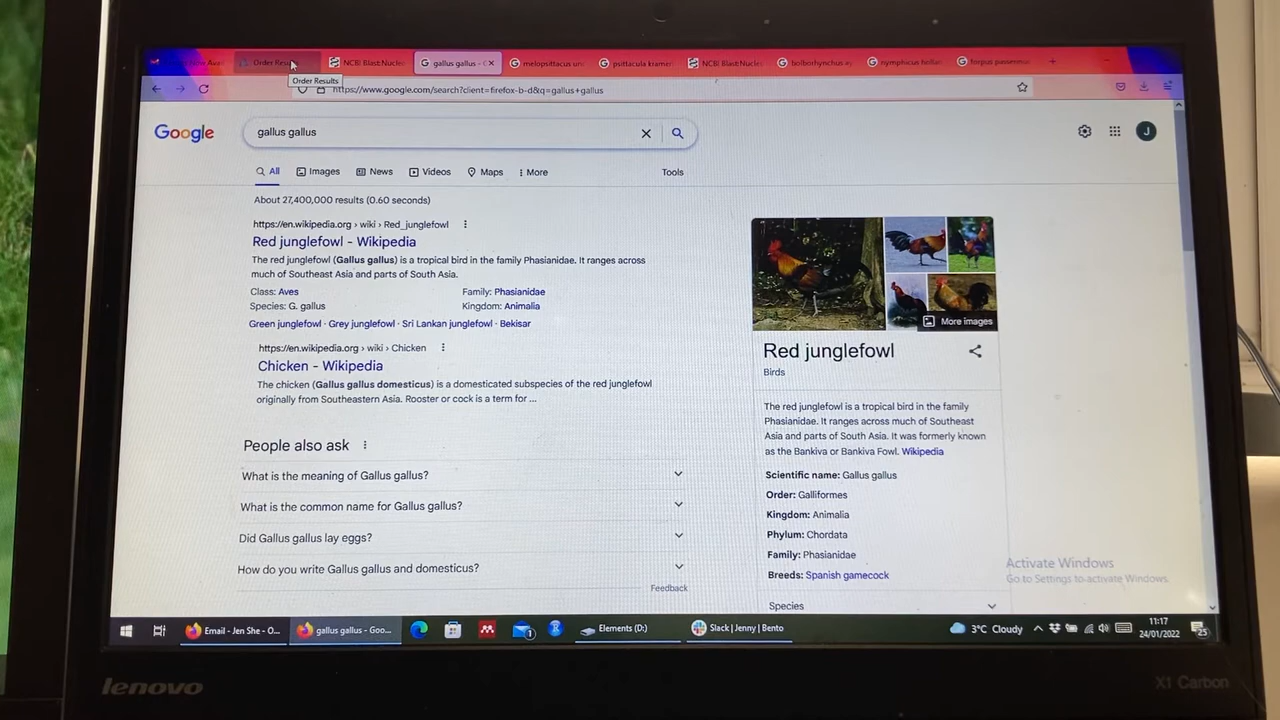 Order Resu
NCBI Blast:Nucle
gallus gallus - G
melopsittacus un
psittacula kramer
NCBI Blast:Nucle
bolborhynchus
nymphicus hollan
forpus passerinus
Order Results
https://www.google.com/search?client=firefox-b-d&q=gallus+gallus
Google
gallus gallus
J
All Images News Videos Maps More Tools
About 27,400,000 results (0.60 seconds)
https://en.wikipedia.org › wiki › Red_junglefowl
Red junglefowl - Wikipedia
The red junglefowl (Gallus gallus) is a tropical bird in the family Phasianidae. It ranges across
much of Southeast Asia and parts of South Asia.
Class: Aves Family: Phasianidae
Species: G. gallus Kingdom: Animalia
Green junglefowl · Grey junglefowl · Sri Lankan junglefowl · Bekisar
https://en.wikipedia.org › wiki › Chicken
Chicken - Wikipedia
The chicken (Gallus gallus domesticus) is a domesticated subspecies of the red junglefowl
originally from Southeastern Asia. Rooster or cock is a term for ...
People also ask
What is the meaning of Gallus gallus?
What is the common name for Gallus gallus?
Did Gallus gallus lay eggs?
How do you write Gallus gallus and domesticus?
Feedback
More images
Red junglefowl
Birds
The red junglefowl is a tropical bird in the family
Phasianidae. It ranges across much of Southeast
Asia and parts of South Asia. It was formerly known
as the Bankiva or Bankiva Fowl. Wikipedia
Scientific name: Gallus gallus
Order: Galliformes
Kingdom: Animalia
Phylum: Chordata
Family: Phasianidae
Breeds: Spanish gamecock
Species
Activate Windows
Go to Settings to activate Windows.
Email - Jen She - O...
gallus gallus - Goo...
1
Elements (D:)
Slack | Jenny | Bento
3°C Cloudy
11:17
24/01/2022
25
lenovo
X1 Carbon